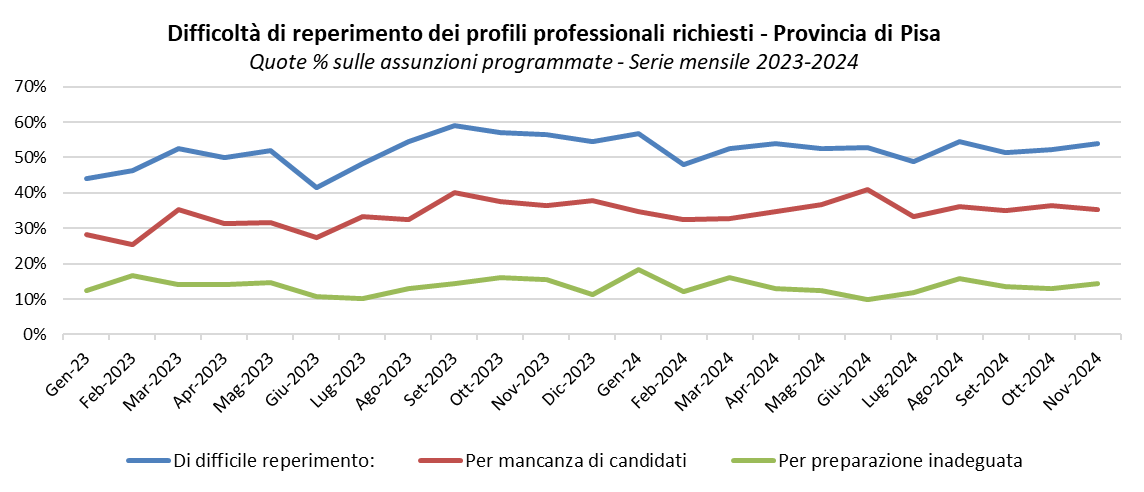 Difficoltà di reperimento dei profili professionali richiesti - Provincia di Pisa
Quote % sulle assunzioni programmate - Serie mensile 2023-2024
70%
60%
50%
40%
30%
20%
10%
0%
Gen-23
Feb-2023
Mar-2023
Apr-2023
Mag-2023
Giu-2023
Lug-2023
Ago-2023
Set-2023
Ott-2023
Nov-2023
Dic-2023
Gen-24
Feb-2024
Mar-2024
Apr-2024
Mag-2024
Giu-2024
Lug-2024
Ago-2024
Set-2024
Ott-2024
Nov-2024
Di difficile reperimento:
Per mancanza di candidati
Per preparazione inadeguata